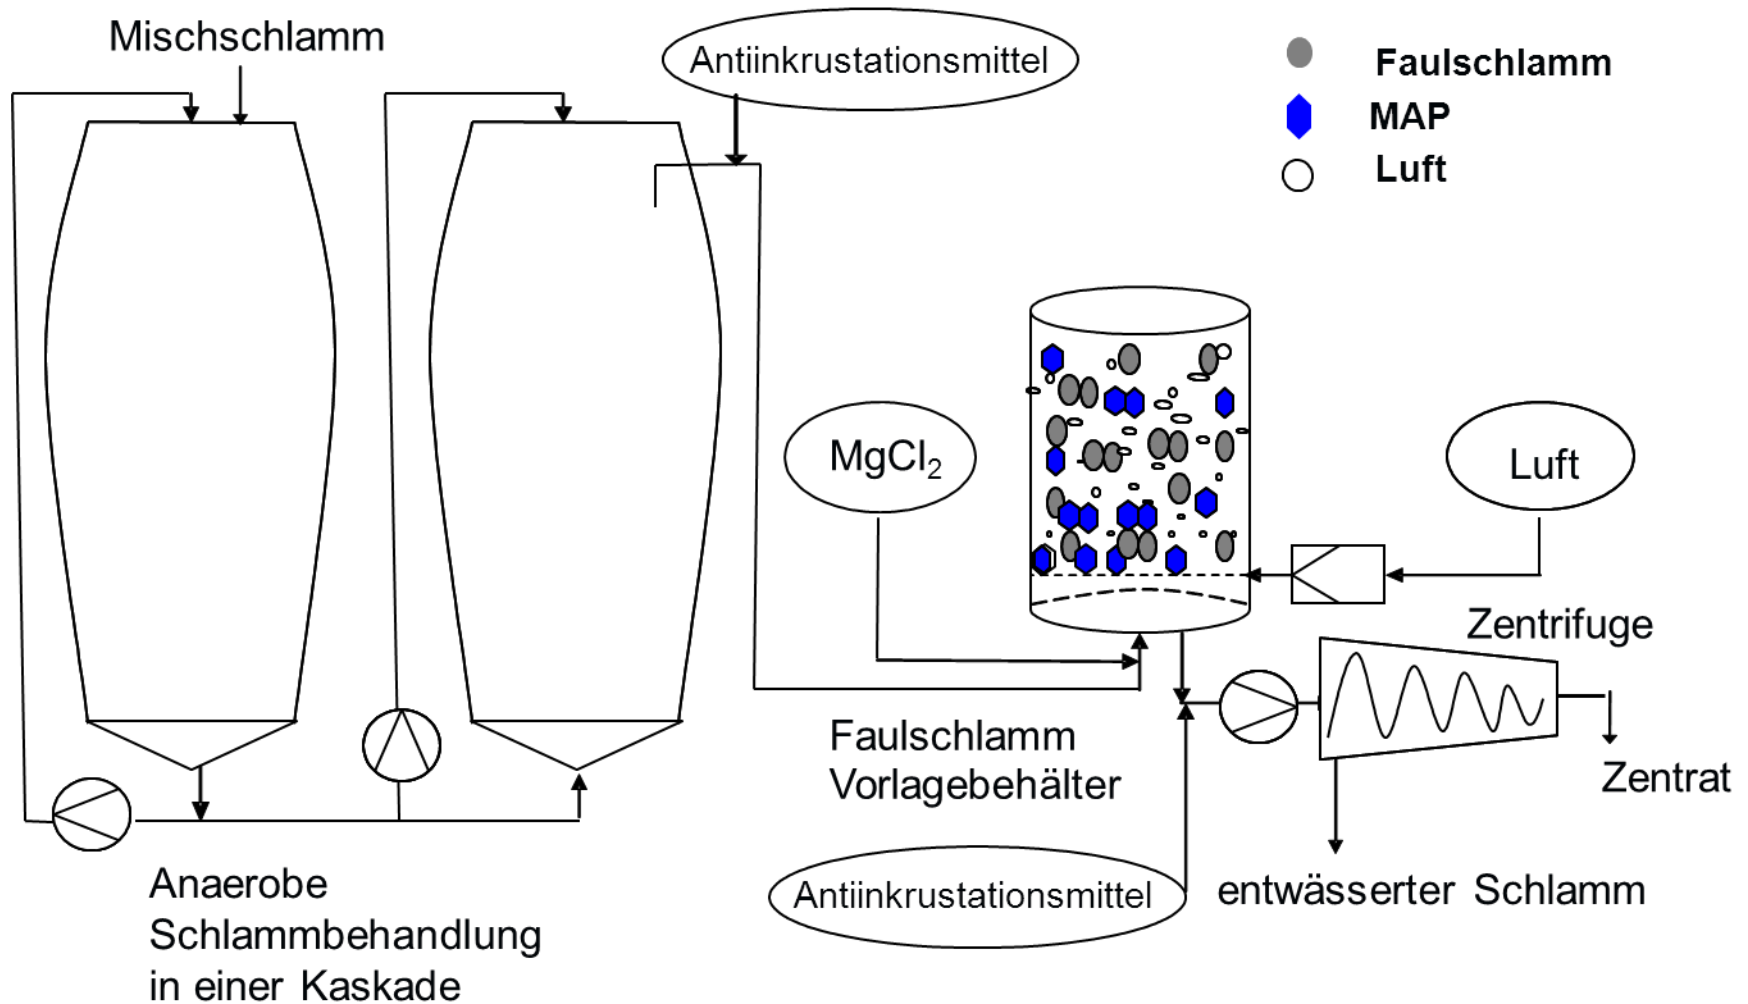 Mischschlamm
Antiinkrustationsmittel
Faulschlamm
MAP
Luft
MgCl₂
Luft
Zentrifuge
Faulschlamm
Vorlagebehälter
Zentrat
Anaerobe
Schlammbehandlung
in einer Kaskade
Antiinkrustationsmittel
entwässerter Schlamm